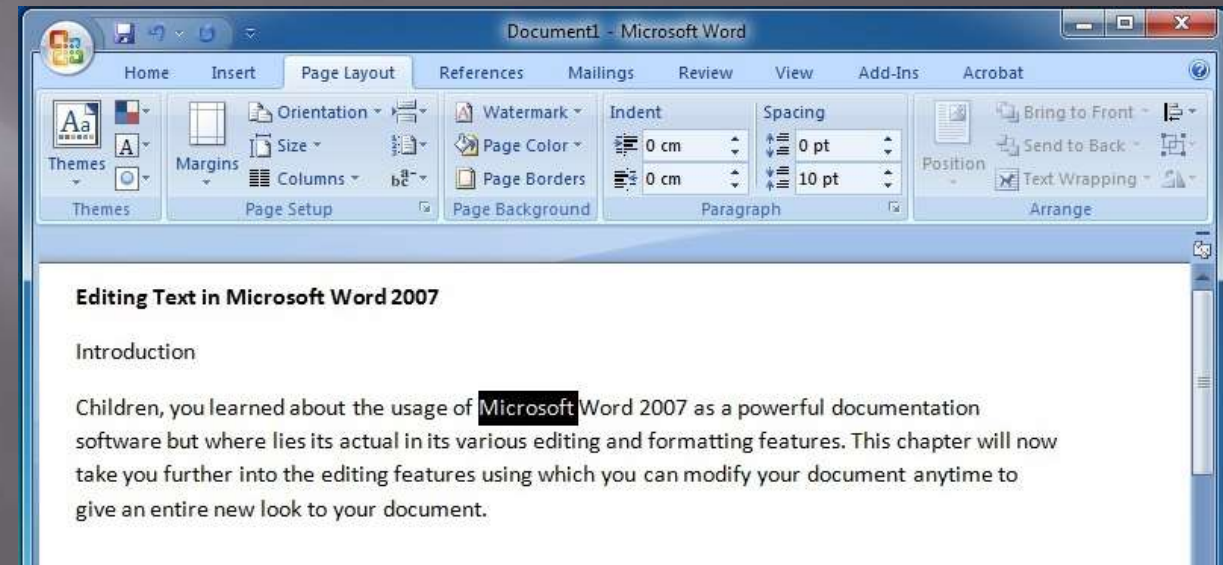 Document1 - Microsoft Word
Home Insert Page Layout References Mailings Review View Add-Ins Acrobat
Aa Orientation Watermark Indent Spacing Bring to Front
A Size Page Color 0 cm 0 pt Send to Back
Themes Margins Columns Page Borders 0 cm 10 pt Position Text Wrapping
Themes Page Setup Page Background Paragraph Arrange
Editing Text in Microsoft Word 2007
Introduction
Children, you learned about the usage of Microsoft Word 2007 as a powerful documentation
software but where lies its actual in its various editing and formatting features. This chapter will now
take you further into the editing features using which you can modify your document anytime to
give an entire new look to your document.